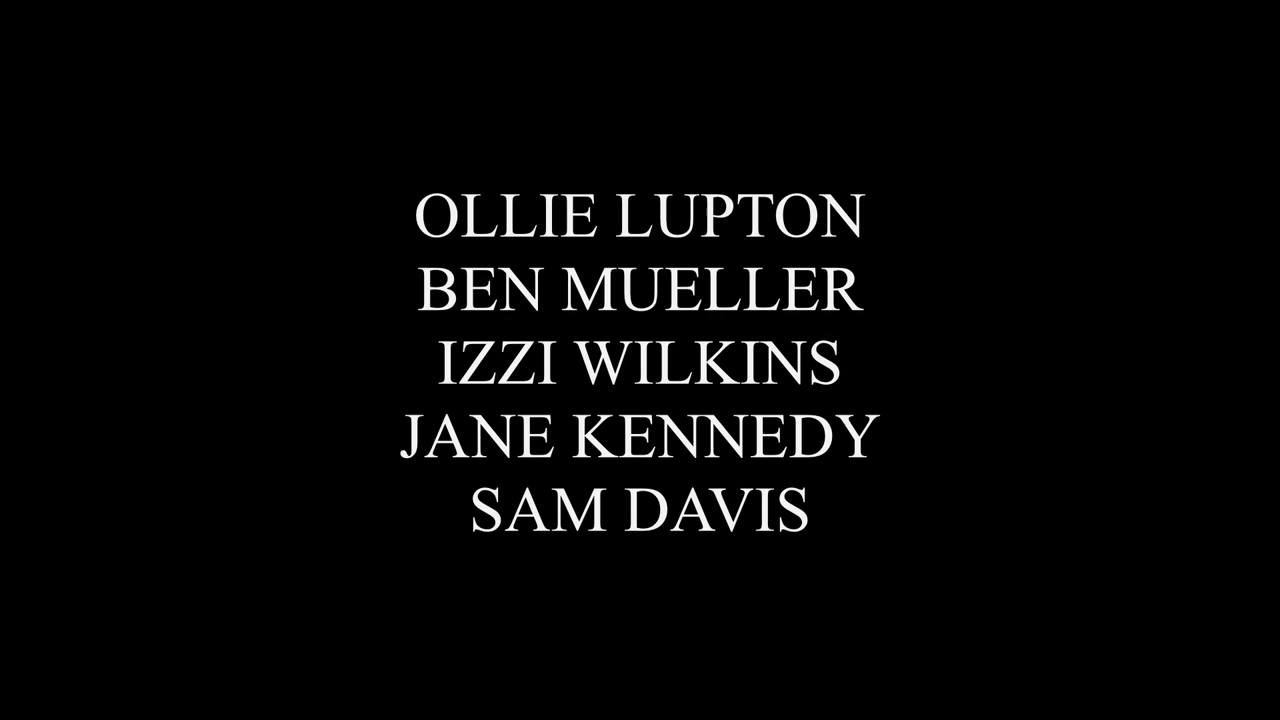 OLLIE LUPTON
BEN MUELLER
IZZI WILKINS
JANE KENNEDY
SAM DAVIS